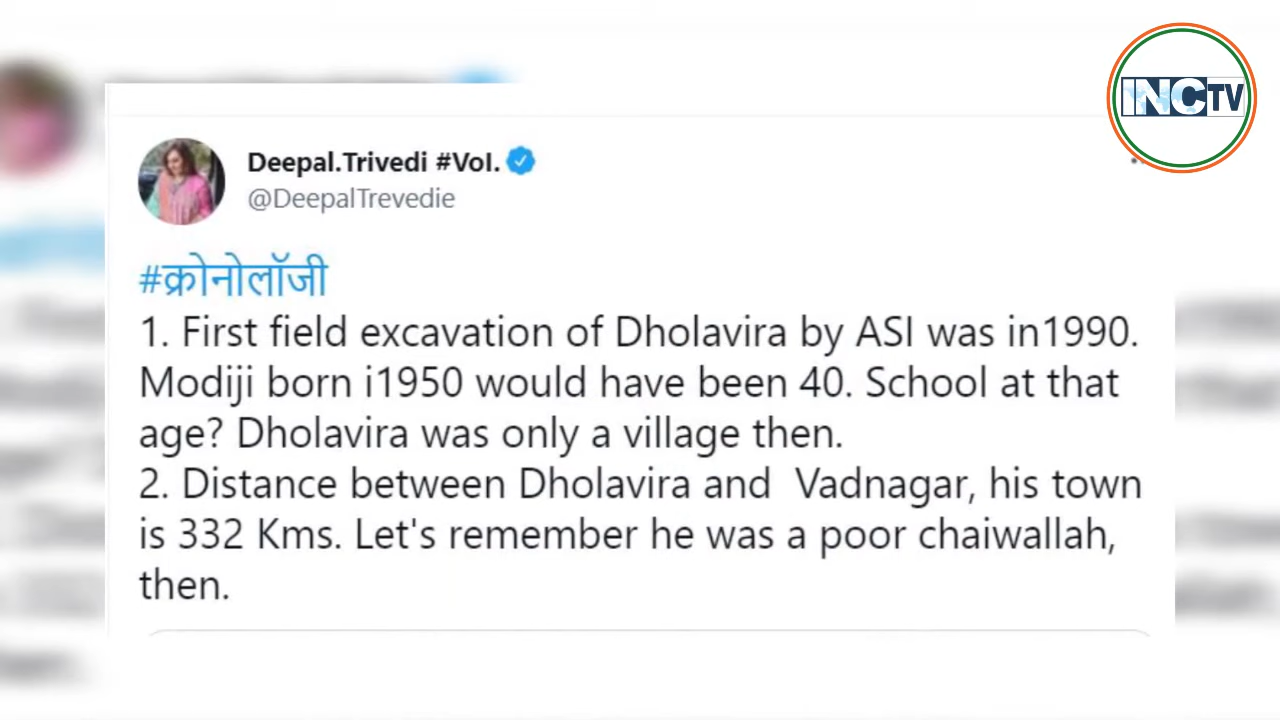 INCTV
Deepal.Trivedi #Vol.
@DeepalTrevedie
#क्रोनोलॉजी
1. First field excavation of Dholavira by ASI was in1990.
Modiji born i1950 would have been 40. School at that
age? Dholavira was only a village then.
2. Distance between Dholavira and Vadnagar, his town
is 332 Kms. Let's remember he was a poor chaiwallah,
then.